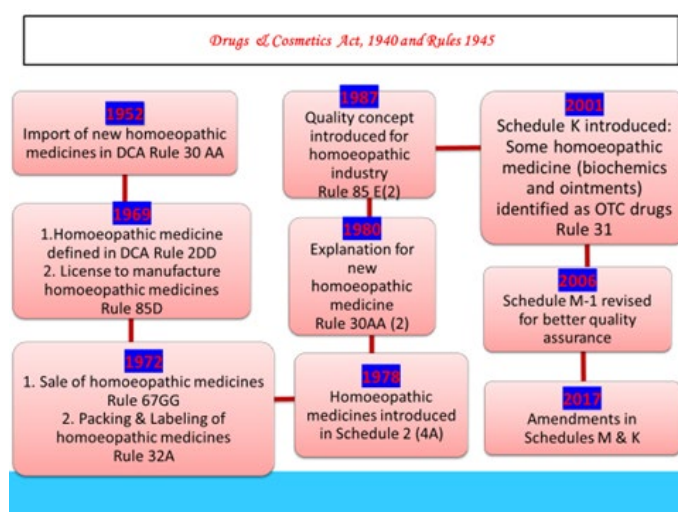 Drugs & Cosmetics Act, 1940 and Rules 1945
1952
Import of new homoeopathic
medicines in DCA Rule 30 AA
1969
1.Homoeopathic medicine
defined in DCA Rule 2DD
2. License to manufacture
homoeopathic medicines
Rule 85D
1972
1. Sale of homoeopathic medicines
Rule 67GG
2. Packing & Labeling of
homoeopathic medicines
Rule 32A
1978
Homoeopathic
medicines introduced
in Schedule 2 (4A)
1980
Explanation for
new
homoeopathic
medicine
Rule 30AA (2)
1987
Quality concept
introduced for
homoeopathic
industry
Rule 85 E(2)
2001
Schedule K introduced:
Some homoeopathic
medicine (biochemics
and ointments)
identified as OTC drugs
Rule 31
2006
Schedule M-1 revised
for better quality
assurance
2017
Amendments in
Schedules M & K